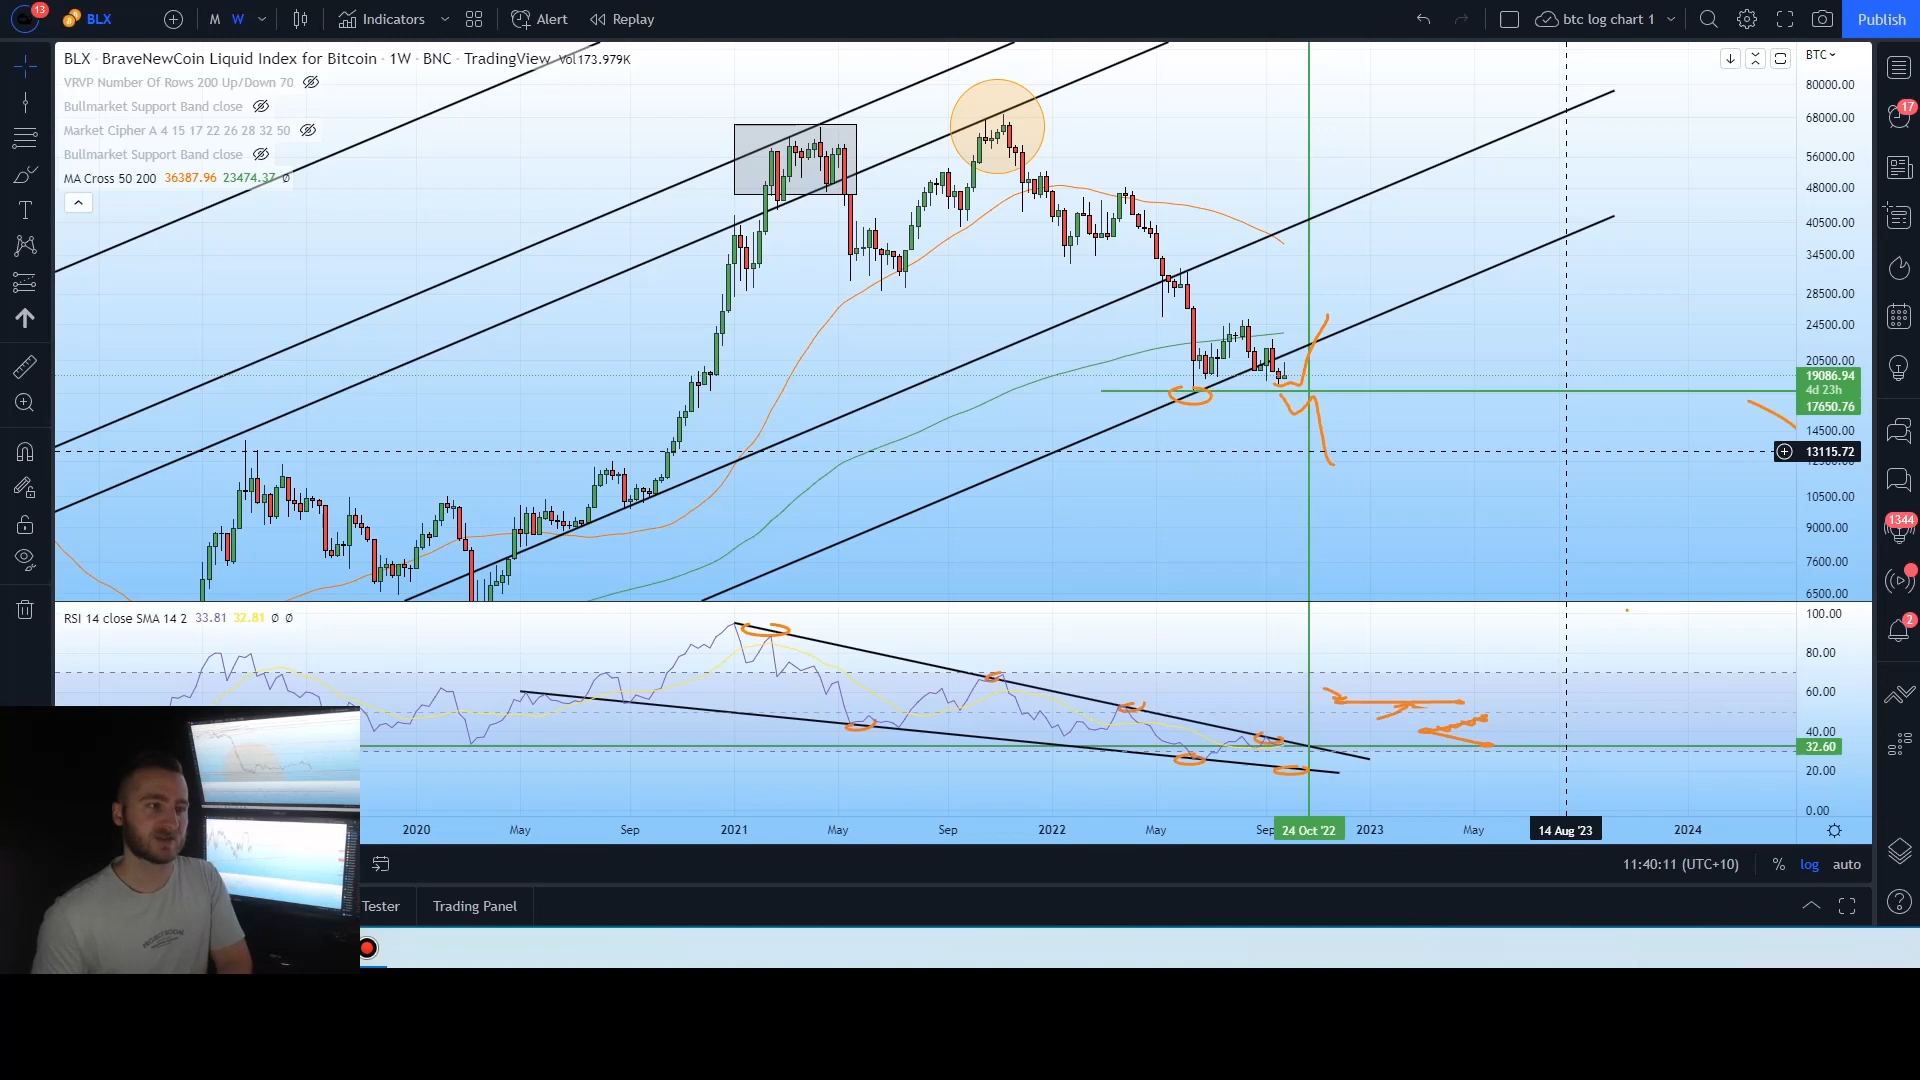 13
BLX
M W
Indicators
Alert
Replay
btc log chart 1
Publish
BLX · BraveNewCoin Liquid Index for Bitcoin · 1W · BNC · TradingView Vol173.979K
VRVP Number Of Rows 200 Up/Down 70
Bullmarket Support Band close
Market Cipher A 4 15 17 22 26 28 32 50
Bullmarket Support Band close
MA Cross 50 200 36387.96 23474.37 Ø
BTC
80000.00
68000.00
56000.00
48000.00
40500.00
34500.00
28500.00
24500.00
20500.00
19086.94
4d 23h
17650.76
14500.00
13115.72
10500.00
9000.00
7600.00
6500.00
17
1344
2
RSI 14 close SMA 14 2 33.81 32.81 Ø Ø
100.00
80.00
60.00
40.00
32.60
20.00
0.00
2020 May Sep 2021 May Sep 2022 May Sep 24 Oct '22 2023 May 14 Aug '23 2024
11:40:11 (UTC+10) % log auto
Tester Trading Panel